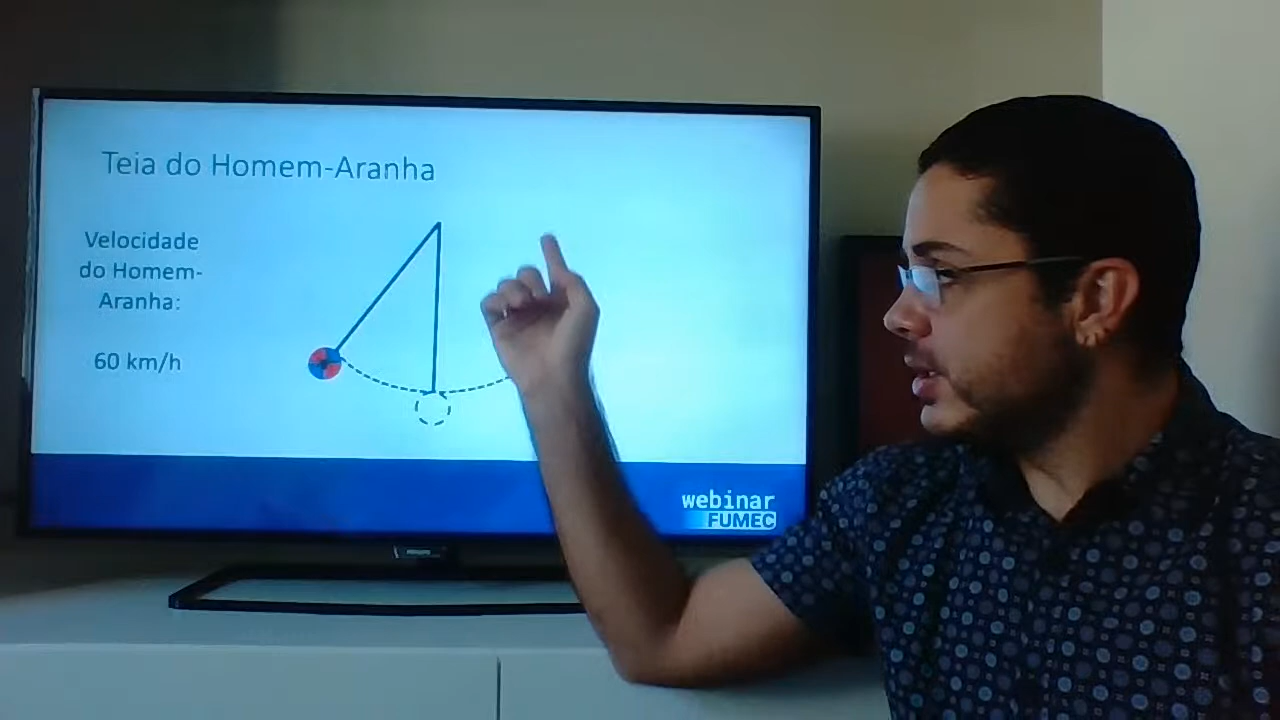 Teia do Homem-Aranha
Velocidade
do Homem-
Aranha:
60 km/h
webinar
FUMEC